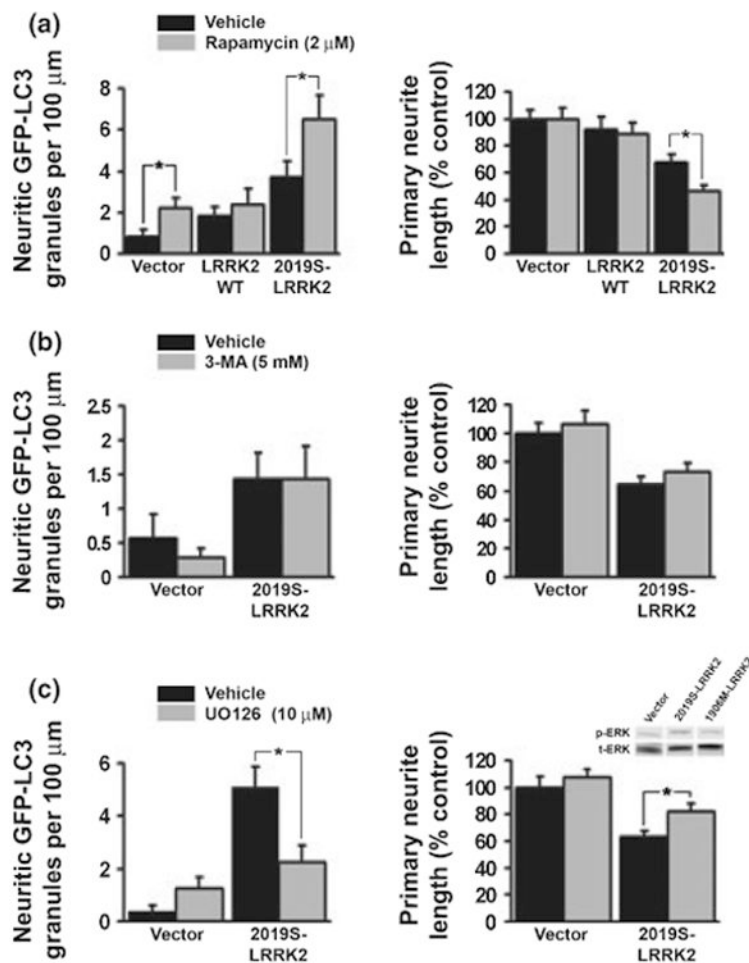 (a)
Vehicle
Rapamycin (2 µM)
Neuritic GFP-LC3
granules per 100 µm
8
6
4
2
0
*
*
Vector
LRRK2
WT
2019S-
LRRK2
Primary neurite
length (% control)
120
100
80
60
40
20
0
*
Vector
LRRK2
WT
2019S-
LRRK2
(b)
Vehicle
3-MA (5 mM)
Neuritic GFP-LC3
granules per 100 µm
2.5
2
1.5
1
0.5
0
Vector
2019S-
LRRK2
Primary neurite
length (% control)
120
100
80
60
40
20
0
Vector
2019S-
LRRK2
(c)
Vehicle
UO126 (10 µM)
Neuritic GFP-LC3
granules per 100 µm
6
4
2
0
*
Vector
2019S-
LRRK2
Vector
2019S-LRRK2
1906M-LRRK2
p-ERK
t-ERK
Primary neurite
length (% control)
120
100
80
60
40
20
0
*
Vector
2019S-
LRRK2